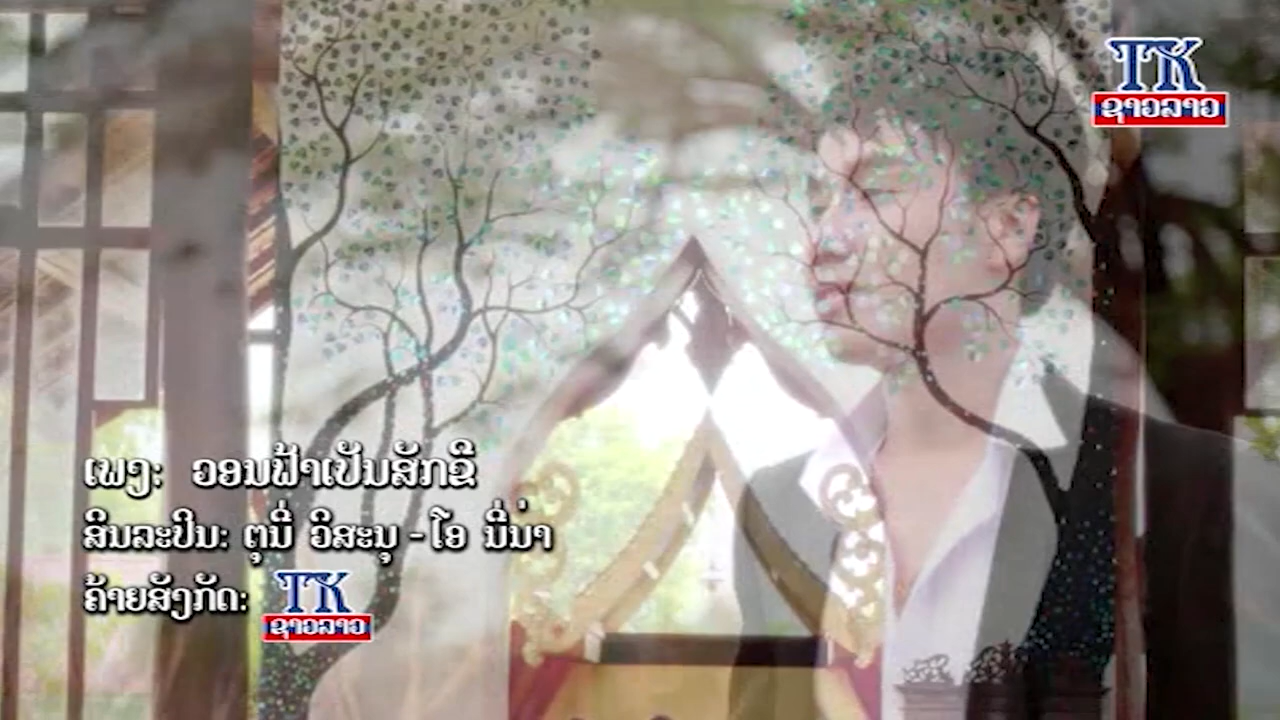 TK
ຊາວລາວ
ເພງ: ວອນຟ້າເປັນສັກຂີ
ສິນລະປິນ: ຕຸນີ່ ວິສະນຸ - ໂອ ນີ່ນ່າ
ຄ້າຍສັງກັດ: TK
ຊາວລາວ